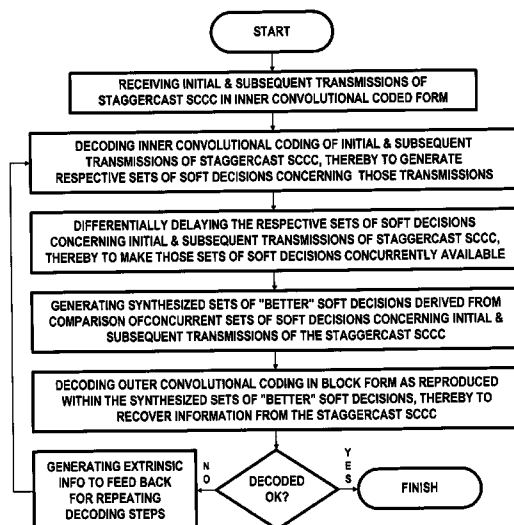 START
RECEIVING INITIAL & SUBSEQUENT TRANSMISSIONS OF
STAGGERCAST SCCC IN INNER CONVOLUTIONAL CODED FORM
DECODING INNER CONVOLUTIONAL CODING OF INITIAL & SUBSEQUENT
TRANSMISSIONS OF STAGGERCAST SCCC, THEREBY TO GENERATE
RESPECTIVE SETS OF SOFT DECISIONS CONCERNING THOSE TRANSMISSIONS
DIFFERENTIALLY DELAYING THE RESPECTIVE SETS OF SOFT DECISIONS
CONCERNING INITIAL & SUBSEQUENT TRANSMISSIONS OF STAGGERCAST SCCC,
THEREBY TO MAKE THOSE SETS OF SOFT DECISIONS CONCURRENTLY AVAILABLE
GENERATING SYNTHESIZED SETS OF "BETTER" SOFT DECISIONS DERIVED FROM
COMPARISON OFCONCURRENT SETS OF SOFT DECISIONS CONCERNING INITIAL &
SUBSEQUENT TRANSMISSIONS OF THE STAGGERCAST SCCC
DECODING OUTER CONVOLUTIONAL CODING IN BLOCK FORM AS REPRODUCED
WITHIN THE SYNTHESIZED SETS OF "BETTER" SOFT DECISIONS, THEREBY TO
RECOVER INFORMATION FROM THE STAGGERCAST SCCC
GENERATING EXTRINSIC
INFO TO FEED BACK
FOR REPEATING
DECODING STEPS
NO
DECODED
OK?
YES
FINISH